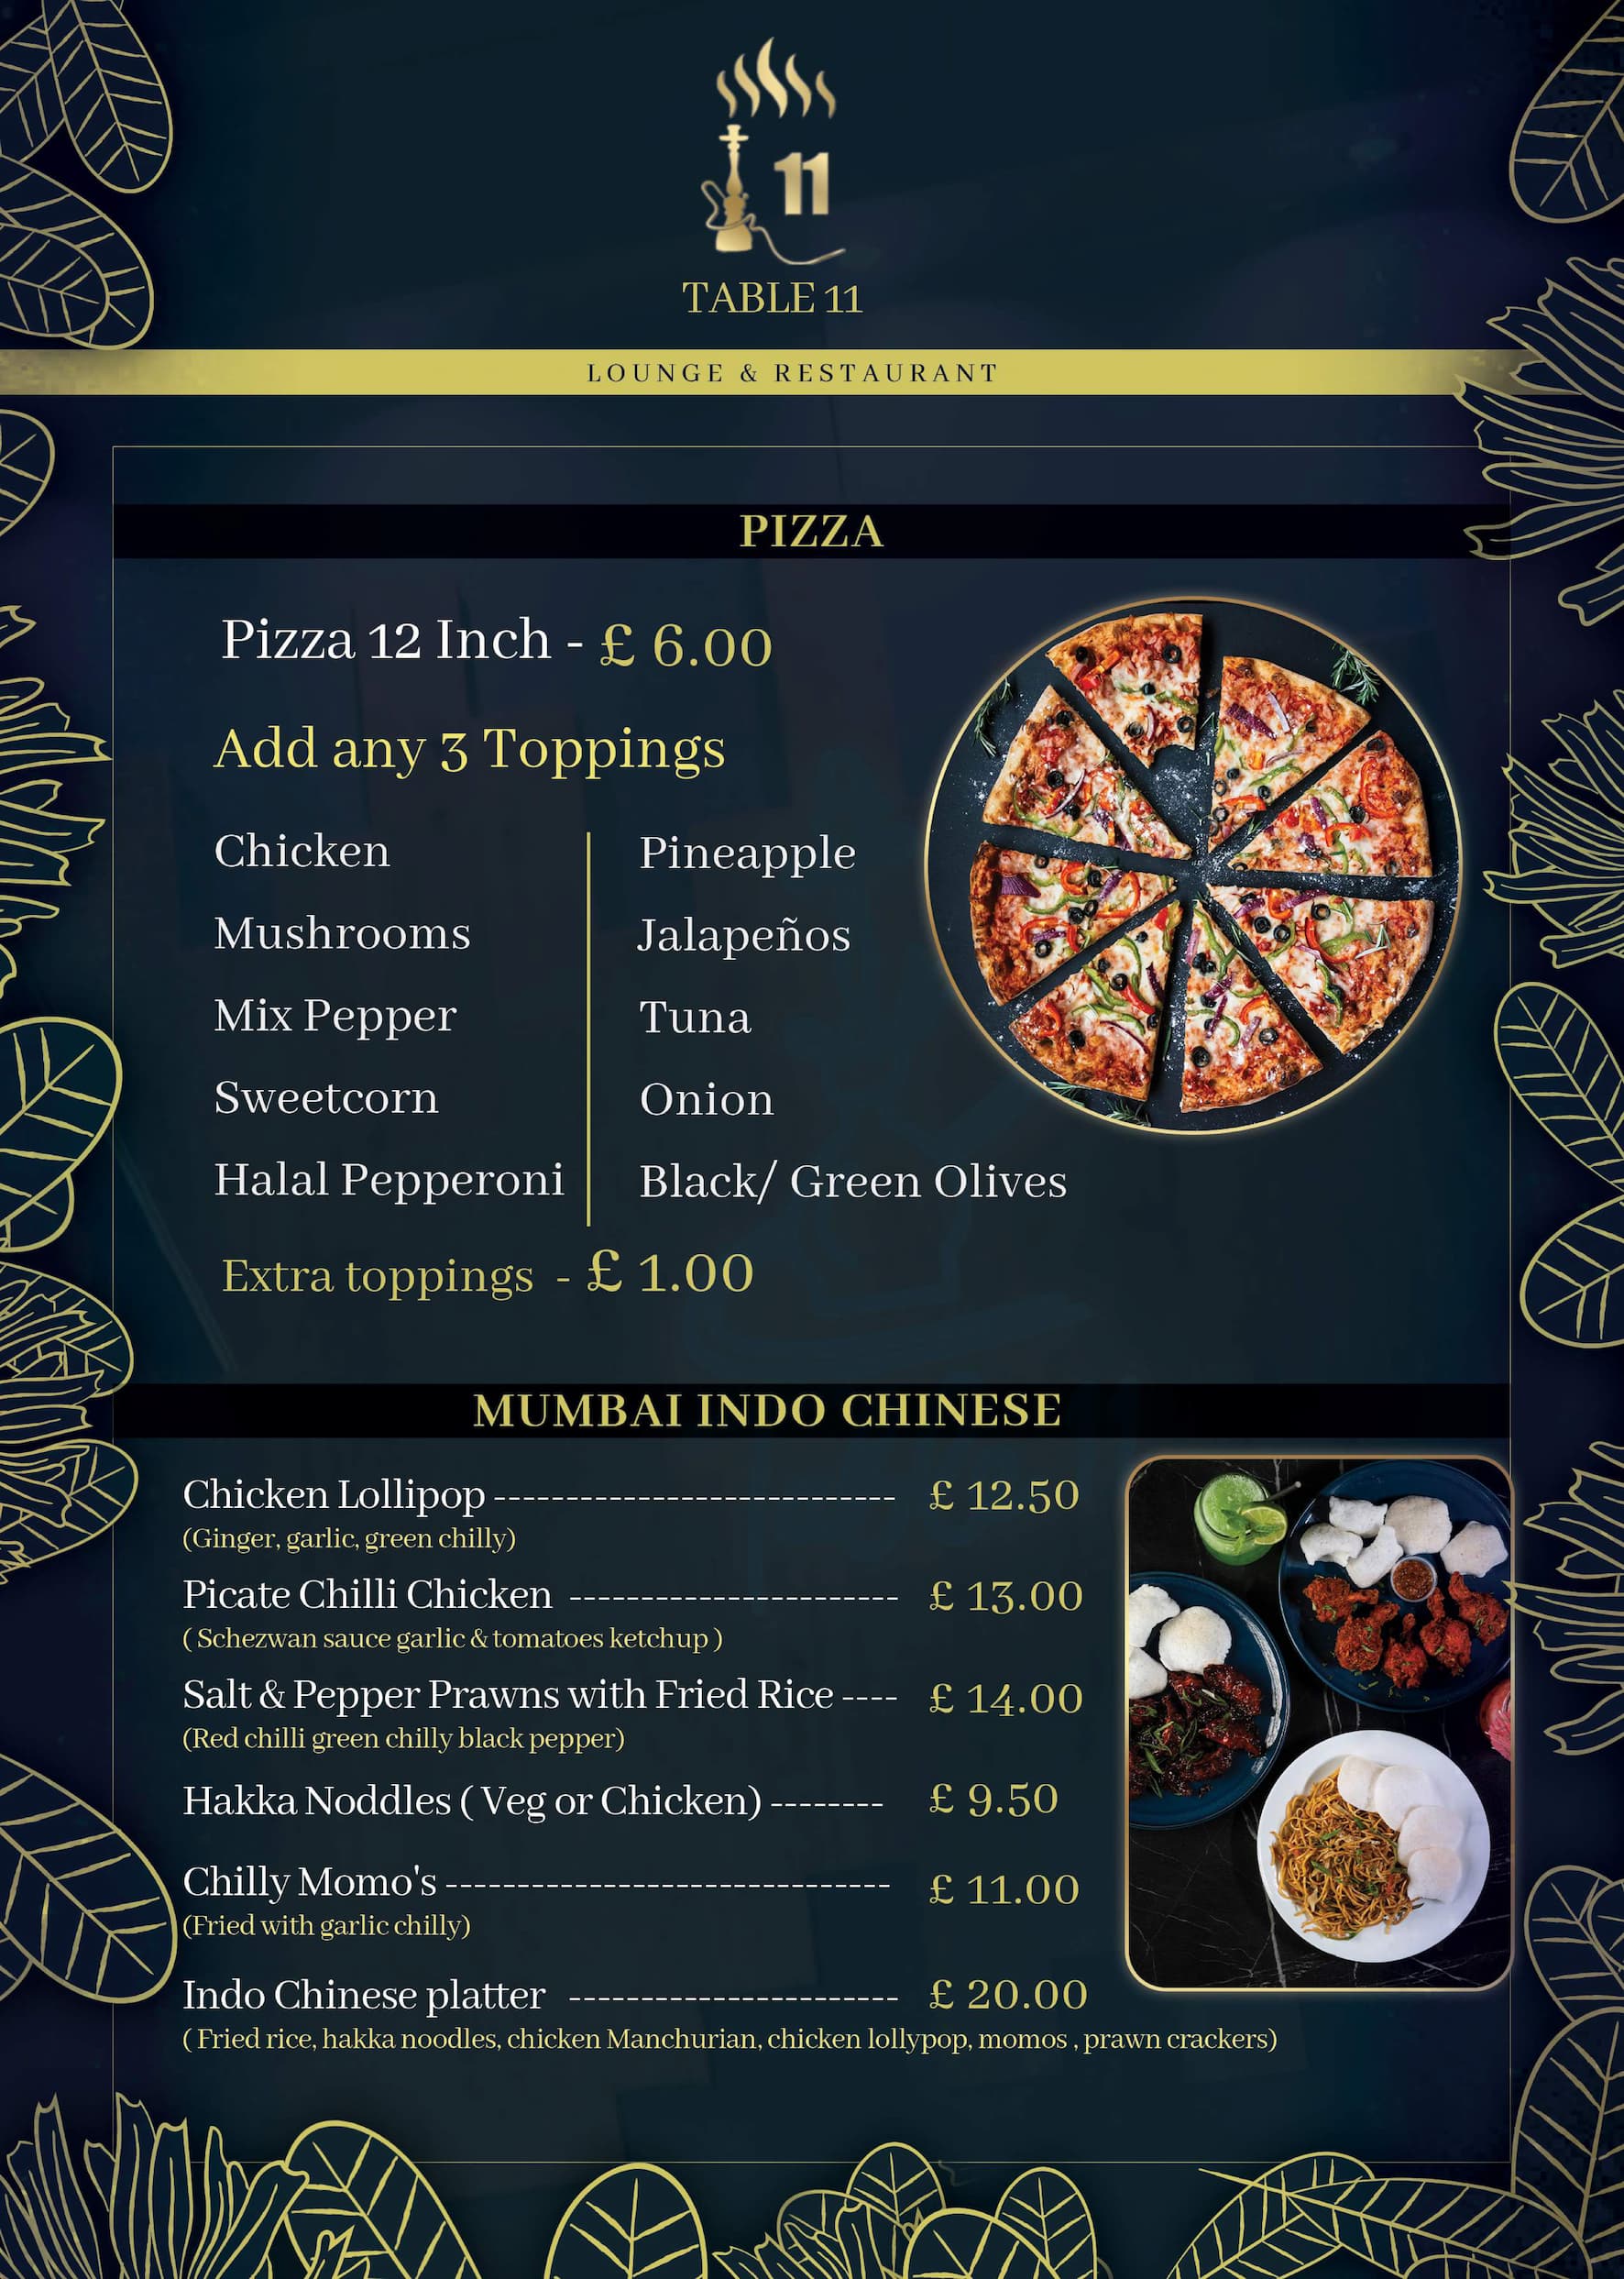 11
TABLE 11
LOUNGE & RESTAURANT
PIZZA
Pizza 12 Inch - £ 6.00
Add any 3 Toppings
Chicken
Mushrooms
Mix Pepper
Sweetcorn
Halal Pepperoni
Pineapple
Jalapeños
Tuna
Onion
Black/ Green Olives
Extra toppings - £ 1.00
MUMBAI INDO CHINESE
Chicken Lollipop ---------------------------- £ 12.50
(Ginger, garlic, green chilly)
Picate Chilli Chicken ----------------------- £ 13.00
( Schezwan sauce garlic & tomatoes ketchup )
Salt & Pepper Prawns with Fried Rice ---- £ 14.00
(Red chilli green chilly black pepper)
Hakka Noddles ( Veg or Chicken) -------- £ 9.50
Chilly Momo's ------------------------------- £ 11.00
(Fried with garlic chilly)
Indo Chinese platter ----------------------- £ 20.00
( Fried rice, hakka noodles, chicken Manchurian, chicken lollypop, momos , prawn crackers)